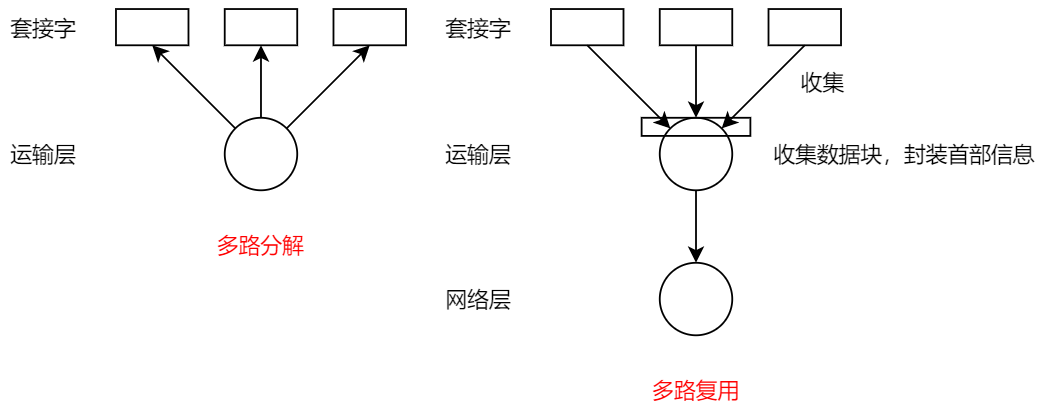 套接字
运输层
多路分解
套接字
收集
运输层
收集数据块，封装首部信息
网络层
多路复用